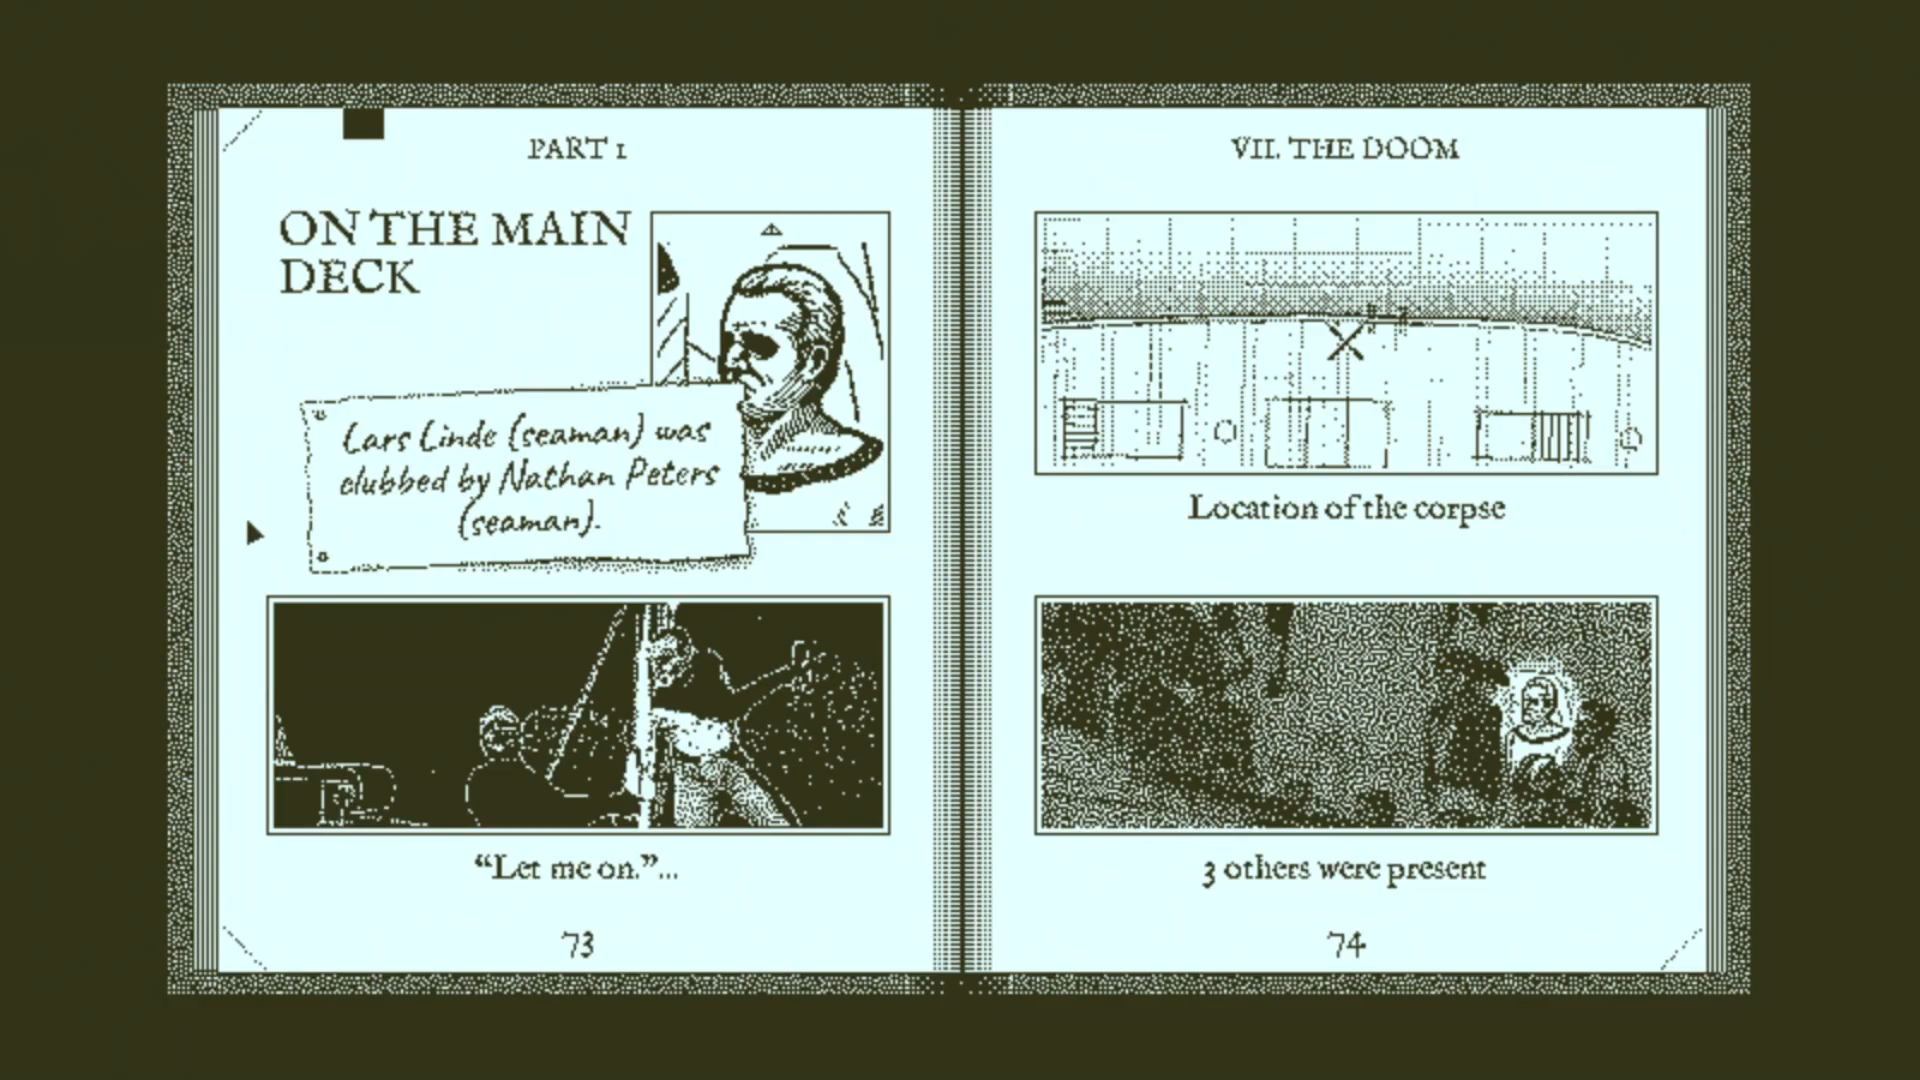 PART 1
ON THE MAIN
DECK
Lars Linde (seaman) was
clubbed by Nathan Peters
(seaman).
“Let me on.”...
73
VII. THE DOOM
Location of the corpse
3 others were present
74